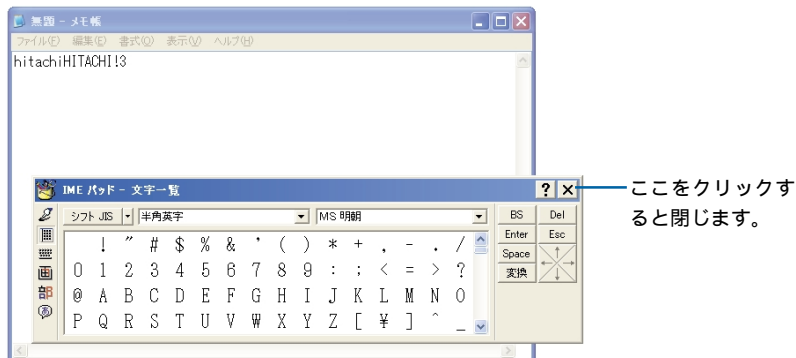 無題 - メモ帳
ファイル(F) 編集(E) 書式(O) 表示(V) ヘルプ(H)
hitachiHITACHI!3
IME パッド - 文字一覧
シフト JIS 半角英字 MS 明朝 BS Del
! " # $ % & ' ( ) * + , - . / Enter Esc
Space
0 1 2 3 4 5 6 7 8 9 : ; < = > ? 変換
@ A B C D E F G H I J K L M N O
P Q R S T U V W X Y Z [ ¥ ] ^ _
画
部
あ
ここをクリックす
ると閉じます。